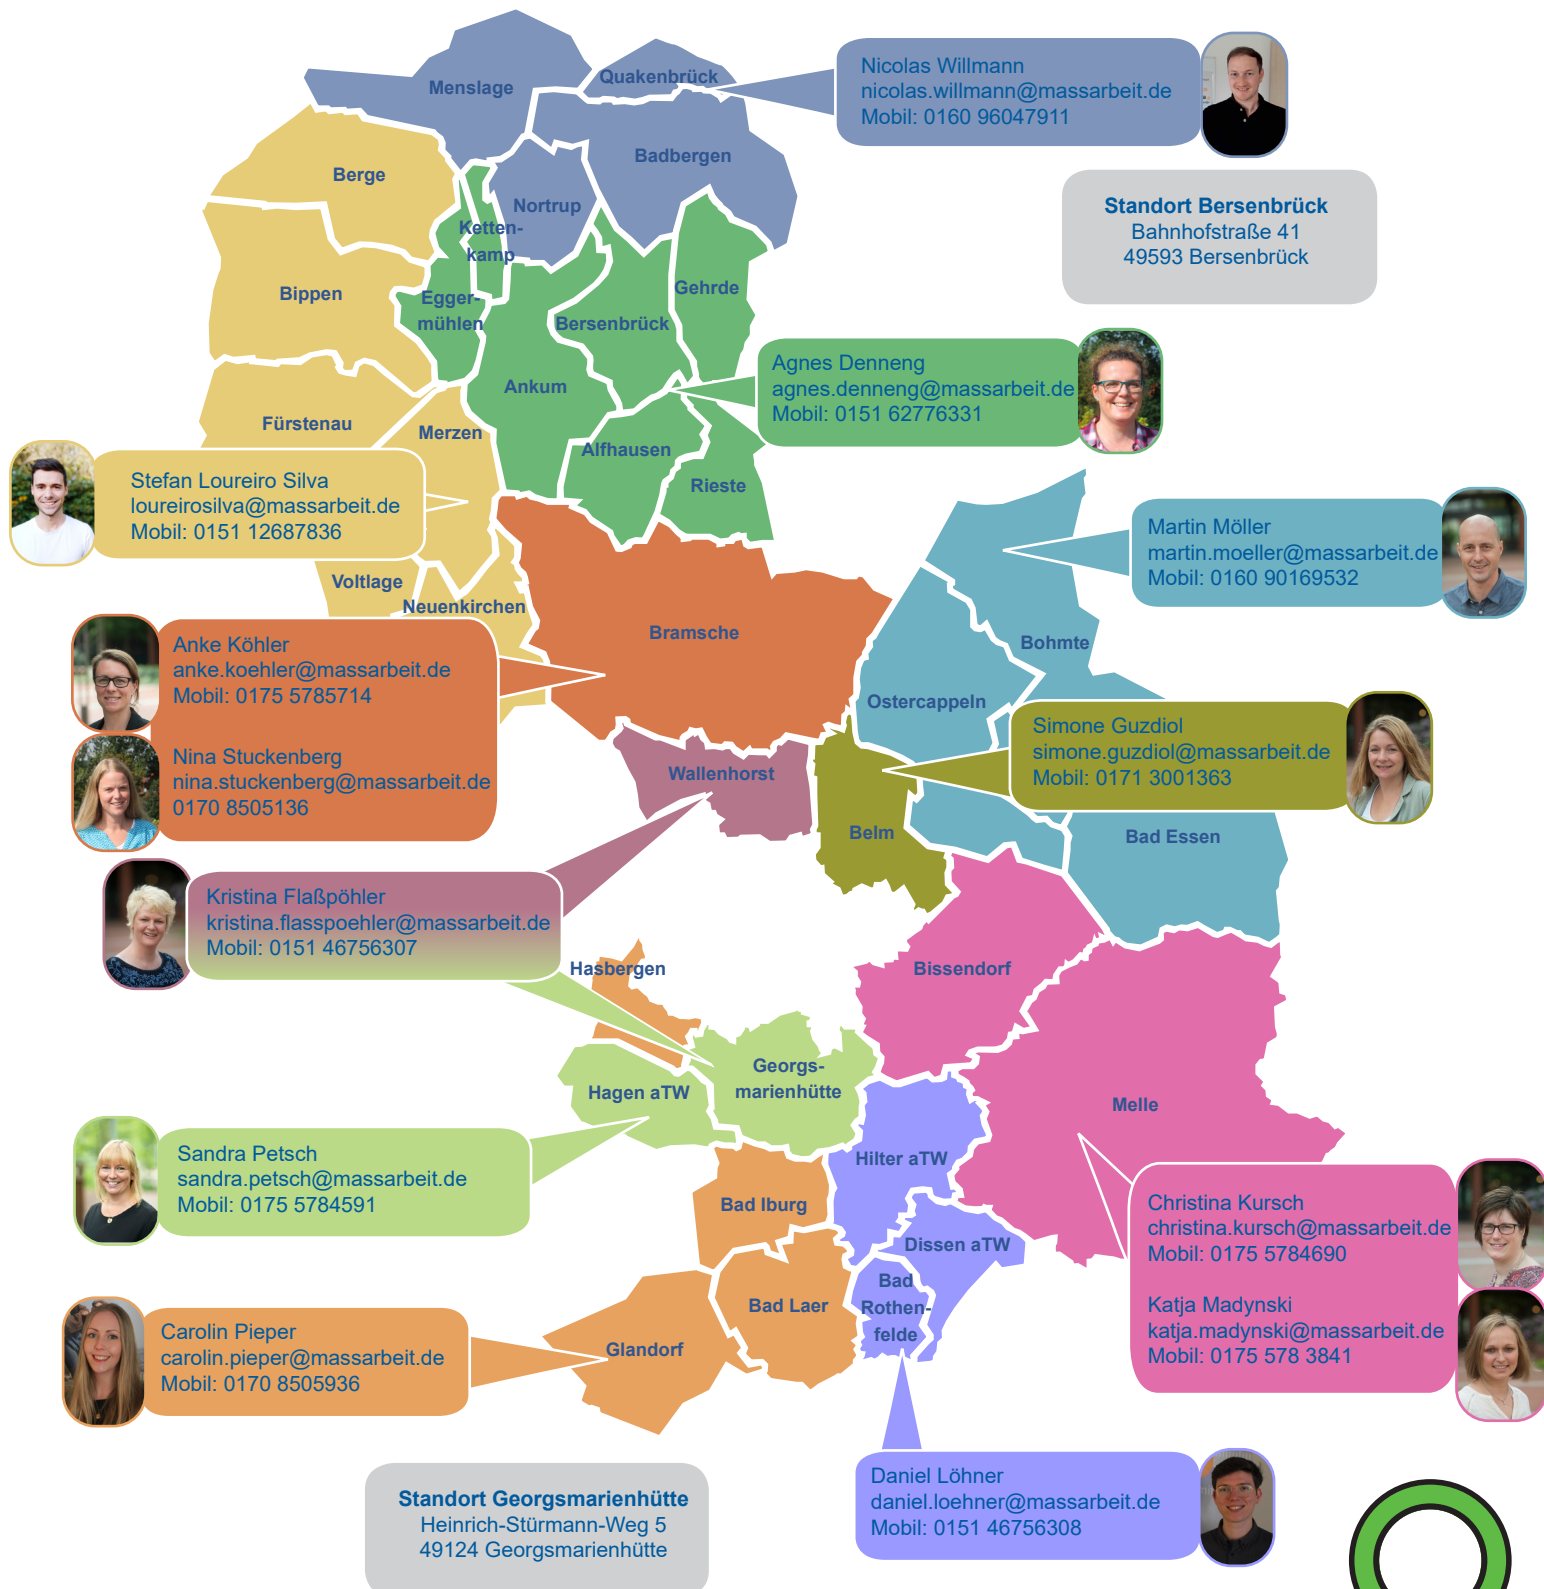 Menslage
Quakenbrück
Nicolas Willmann
nicolas.willmann@massarbeit.de
Mobil: 0160 96047911
Badbergen
Berge
Nortrup
Standort Bersenbrück
Bahnhofstraße 41
49593 Bersenbrück
Ketten-
kamp
Bippen
Egger-
mühlen
Gehrde
Bersenbrück
Agnes Denneng
agnes.denneng@massarbeit.de
Mobil: 0151 62776331
Ankum
Fürstenau
Merzen
Alfhausen
Rieste
Stefan Loureiro Silva
loureirosilva@massarbeit.de
Mobil: 0151 12687836
Martin Möller
martin.moeller@massarbeit.de
Mobil: 0160 90169532
Voltlage
Neuenkirchen
Bramsche
Bohmte
Anke Köhler
anke.koehler@massarbeit.de
Mobil: 0175 5785714
Nina Stuckenberg
nina.stuckenberg@massarbeit.de
0170 8505136
Ostercappeln
Simone Guzdiol
simone.guzdiol@massarbeit.de
Mobil: 0171 3001363
Wallenhorst
Belm
Bad Essen
Kristina Flaßpöhler
kristina.flasspoehler@massarbeit.de
Mobil: 0151 46756307
Hasbergen
Bissendorf
Georgs-
marienhütte
Hagen aTW
Melle
Sandra Petsch
sandra.petsch@massarbeit.de
Mobil: 0175 5784591
Hilter aTW
Bad Iburg
Dissen aTW
Christina Kursch
christina.kursch@massarbeit.de
Mobil: 0175 5784690
Katja Madynski
katja.madynski@massarbeit.de
Mobil: 0175 578 3841
Bad
Rothen-
felde
Bad Laer
Glandorf
Carolin Pieper
carolin.pieper@massarbeit.de
Mobil: 0170 8505936
Daniel Löhner
daniel.loehner@massarbeit.de
Mobil: 0151 46756308
Standort Georgsmarienhütte
Heinrich-Stürmann-Weg 5
49124 Georgsmarienhütte